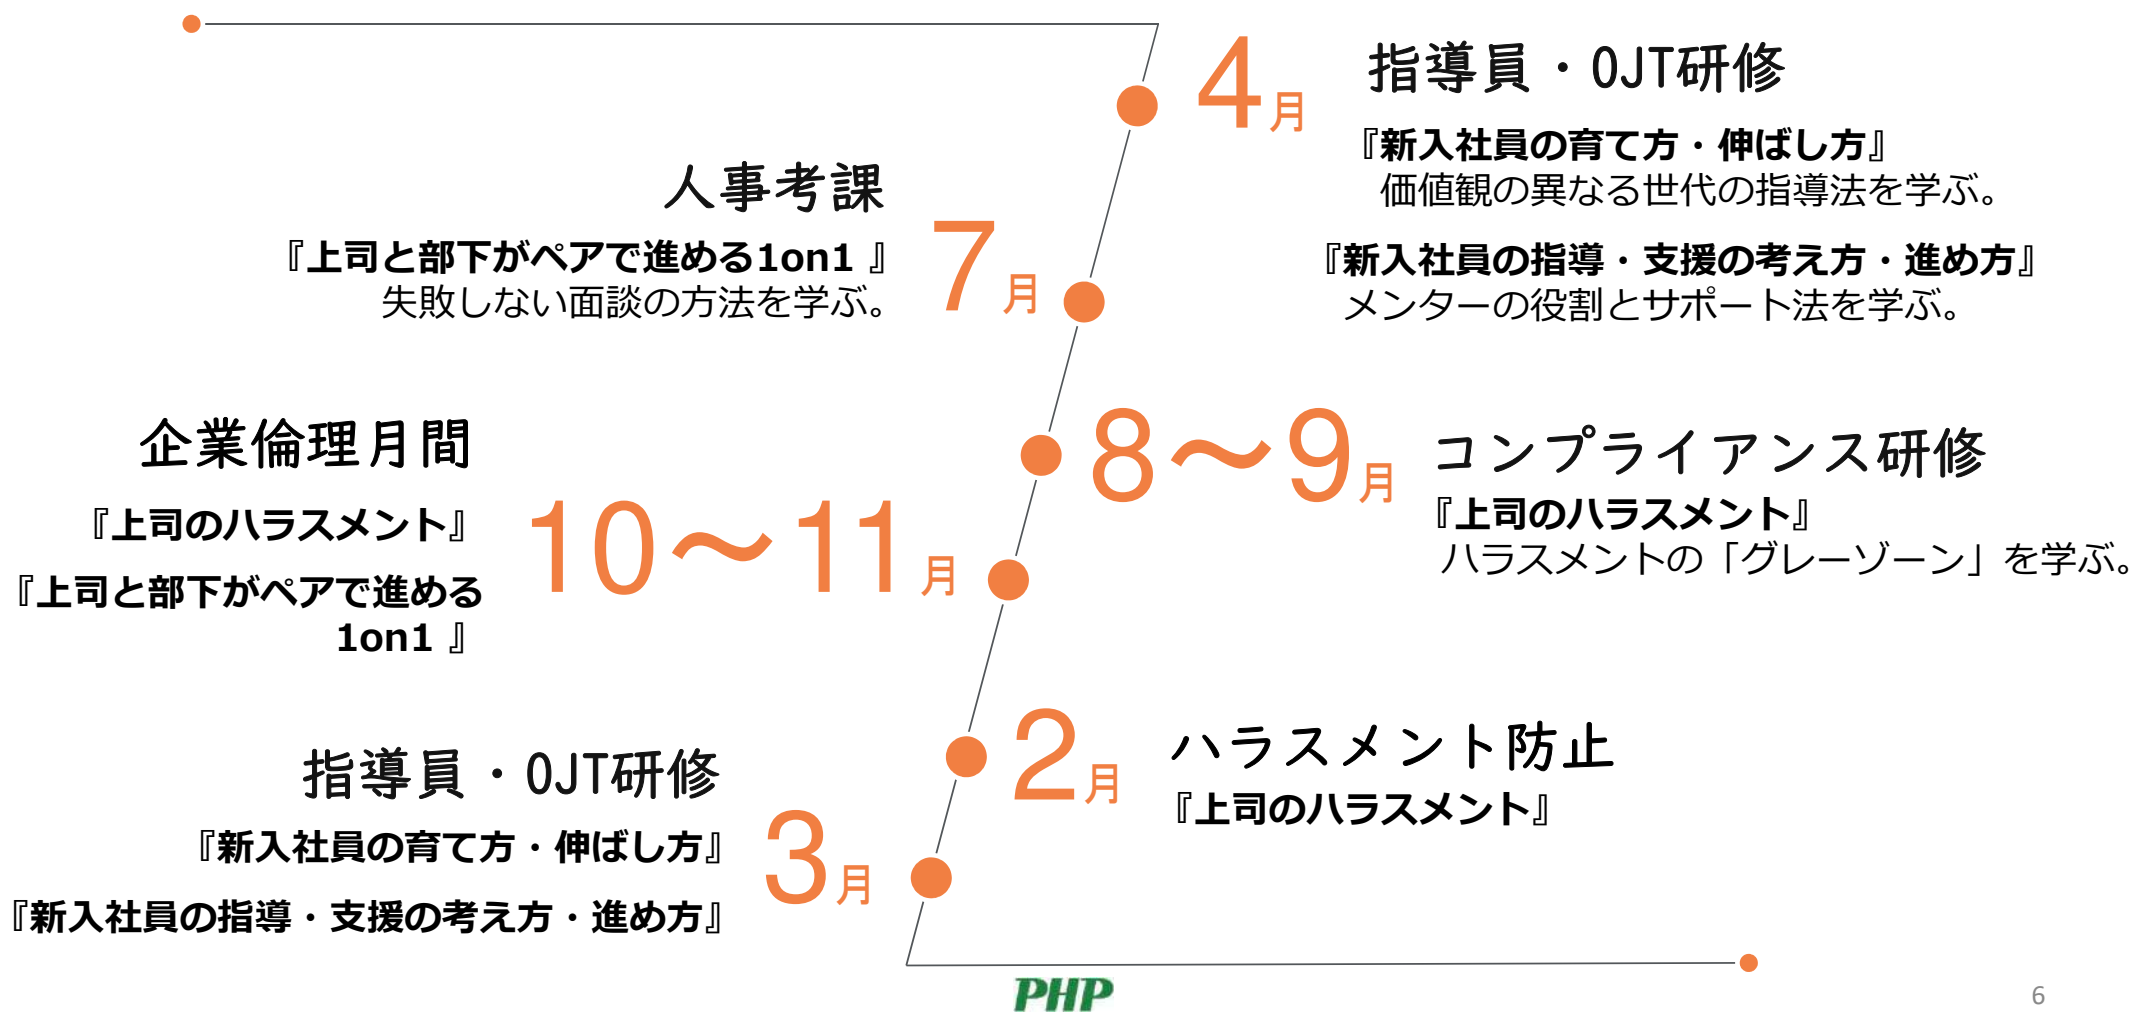 4月
指導員・OJT研修
『新入社員の育て方・伸ばし方』
価値観の異なる世代の指導法を学ぶ。
『新入社員の指導・支援の考え方・進め方』
メンターの役割とサポート法を学ぶ。
人事考課
『上司と部下がペアで進める1on1 』
失敗しない面談の方法を学ぶ。
7月
8～9月
コンプライアンス研修
『上司のハラスメント』
ハラスメントの「グレーゾーン」を学ぶ。
企業倫理月間
『上司のハラスメント』
『上司と部下がペアで進める
1on1 』
10～11月
2月
ハラスメント防止
『上司のハラスメント』
指導員・OJT研修
『新入社員の育て方・伸ばし方』
『新入社員の指導・支援の考え方・進め方』
3月
PHP
6